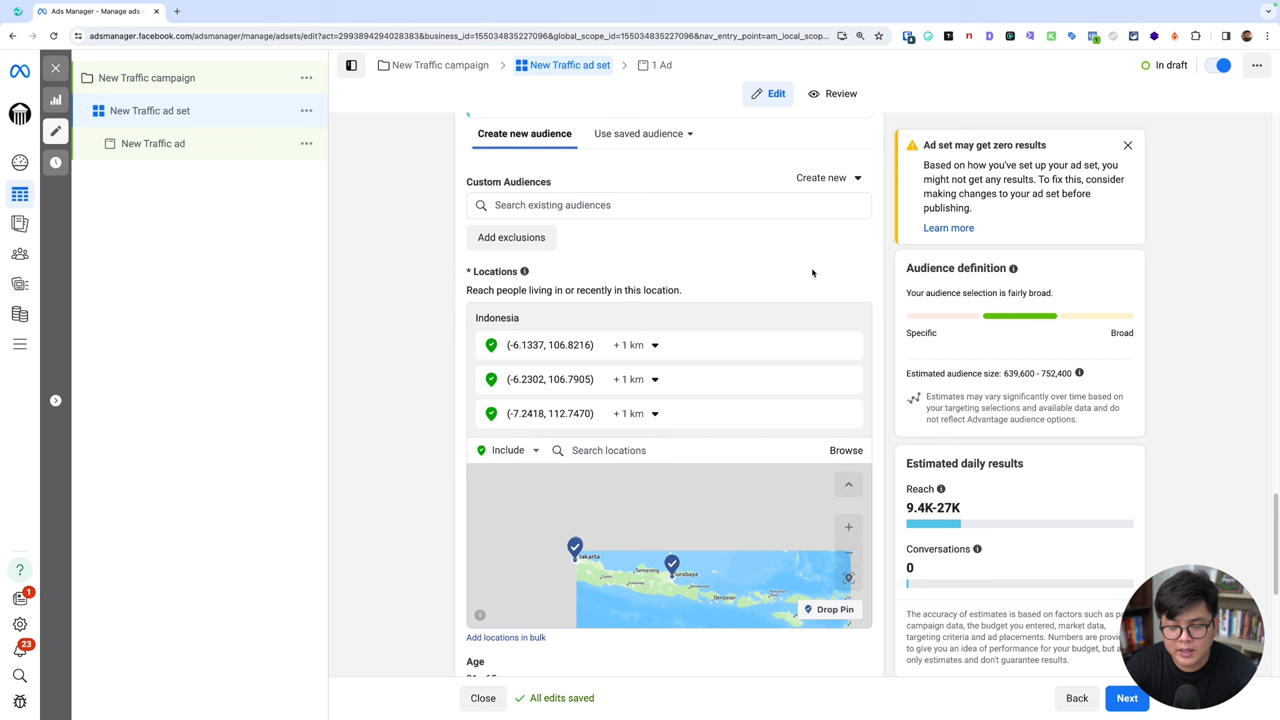 Ads Manager - Manage ads -
adsmanager.facebook.com/adsmanager/manage/adsets/edit?act=2993894294028383&business_id=155034835227096&global_scope_id=155034835227096&nav_entry_point=am_local_scop...
New Traffic campaign
New Traffic ad set
1 Ad
In draft
New Traffic campaign
New Traffic ad set
New Traffic ad
Edit
Review
Create new audience
Use saved audience
Custom Audiences
Create new
Search existing audiences
Add exclusions
* Locations
Reach people living in or recently in this location.
Indonesia
(-6.1337, 106.8216) + 1 km
(-6.2302, 106.7905) + 1 km
(-7.2418, 112.7470) + 1 km
Include
Search locations
Browse
Jakarta
Semarang
Surabaya
Denpasar
Drop Pin
Add locations in bulk
Age
Ad set may get zero results
Based on how you've set up your ad set, you
might not get any results. To fix this, consider
making changes to your ad set before
publishing.
Learn more
Audience definition
Your audience selection is fairly broad.
Specific
Broad
Estimated audience size: 639,600 - 752,400
Estimates may vary significantly over time based on
your targeting selections and available data and do
not reflect Advantage audience options.
Estimated daily results
Reach
9.4K-27K
Conversations
0
The accuracy of estimates is based on factors such as
campaign data, the budget you entered, market data,
targeting criteria and ad placements. Numbers are
to give you an idea of performance for your budget, but
only estimates and don't guarantee results.
1
23
Close
All edits saved
Back
Next